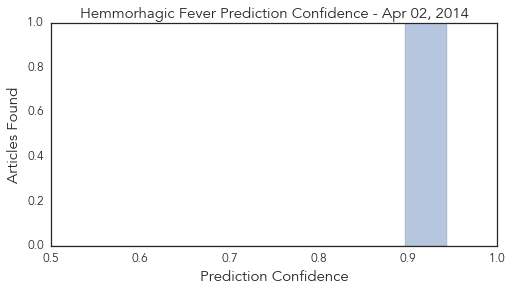 Hemmorhagic Fever Prediction Confidence - Apr 02, 2014
1.0
0.8
0.6
0.4
0.2
0.0
Articles Found
0.5 0.6 0.7 0.8 0.9 1.0
Prediction Confidence